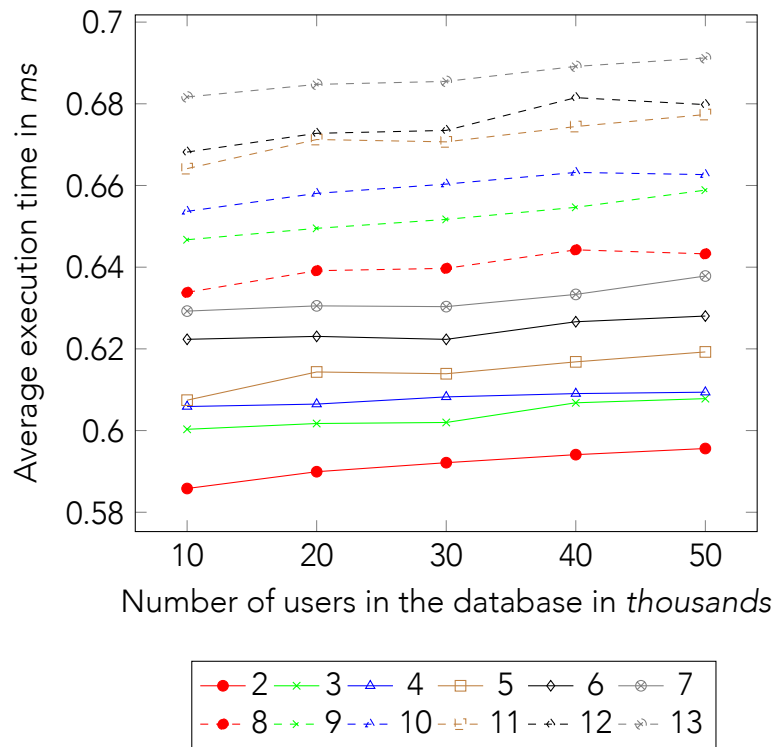 0.7
0.68
0.66
0.64
0.62
0.6
0.58
Average execution time in ms
10 20 30 40 50
Number of users in the database in thousands
2 3 4 5 6 7
8 9 10 11 12 13